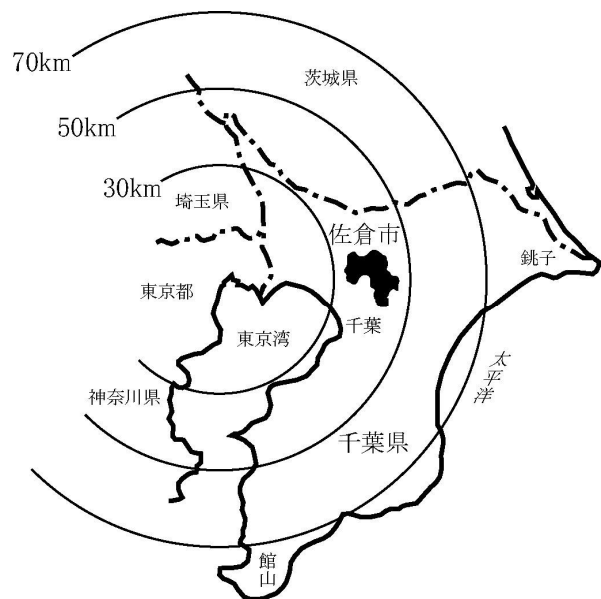 70km
茨城県
50km
30km
埼玉県
佐倉市
銚子
東京都
東京湾
千葉
太平洋
神奈川県
千葉県
館山